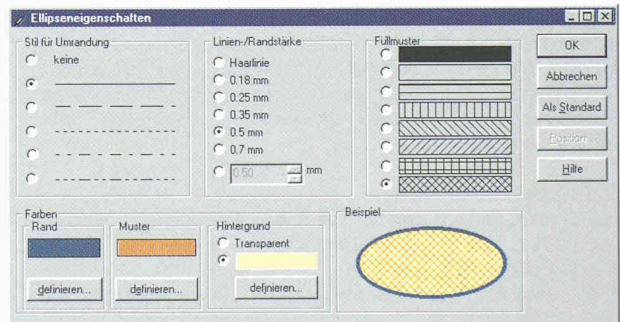 Ellipseneigenschaften
Stil für Umrandung
keine
Linien-/Randstärke
Haarlinie
0.18 mm
0.25 mm
0.35 mm
0.5 mm
0.7 mm
0.50 mm
Füllmuster
OK
Abbrechen
Als Standard
Position...
Hilfe
Farben
Rand
definieren...
Muster
definieren...
Hintergrund
Transparent
definieren...
Beispiel